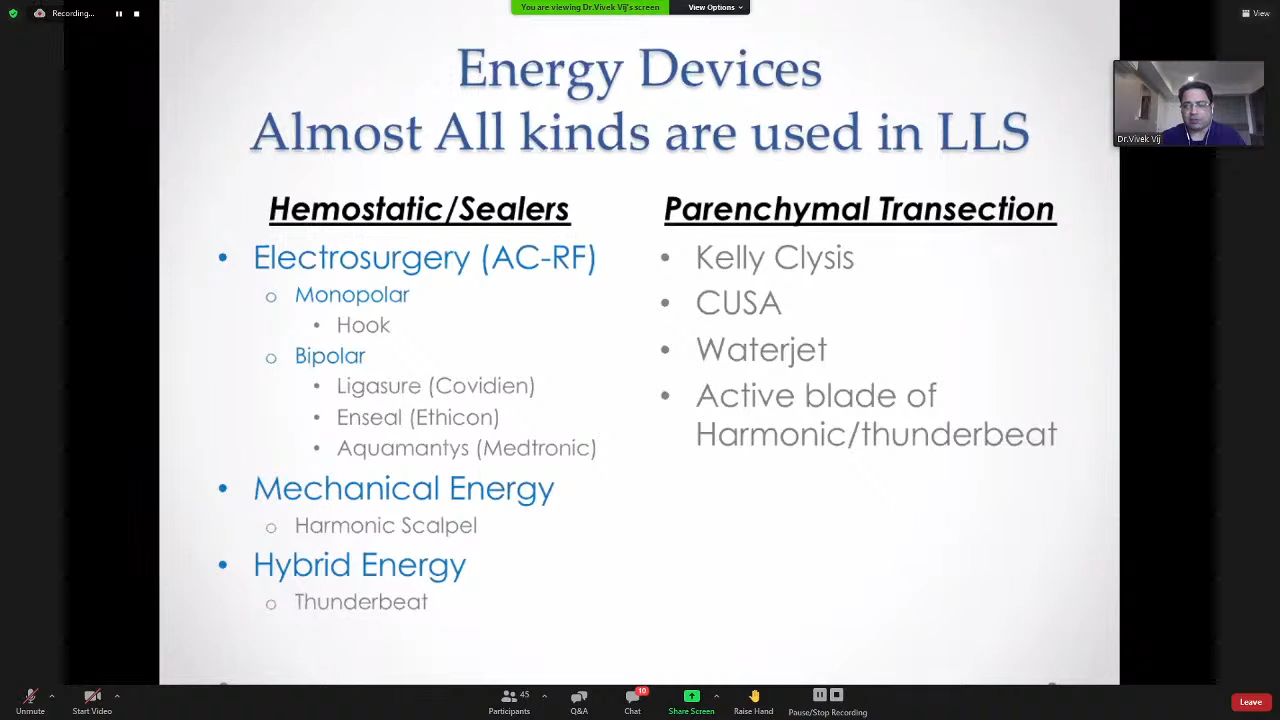 Recording...
You are viewing Dr.Vivek Vij's screen
View Options
View
Energy Devices
Almost All kinds are used in LLS
Dr.Vivek Vij
Hemostatic/Sealers
Electrosurgery (AC-RF)
Monopolar
Hook
Bipolar
Ligasure (Covidien)
Enseal (Ethicon)
Aquamantys (Medtronic)
Mechanical Energy
Harmonic Scalpel
Hybrid Energy
Thunderbeat
Parenchymal Transection
Kelly Clysis
CUSA
Waterjet
Active blade of
Harmonic/thunderbeat
Unmute
Start Video
45
Participants
Q&A
10
Chat
Share Screen
Raise Hand
Pause/Stop Recording
Leave